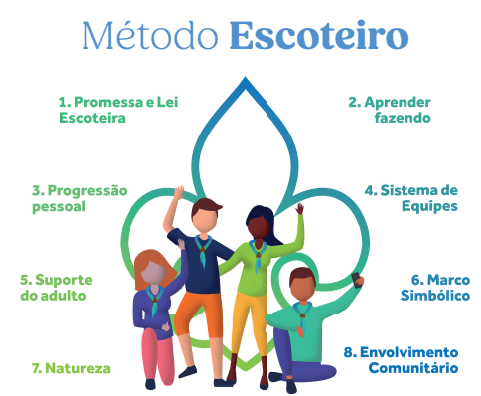 Método Escoteiro
1. Promessa e Lei
Escoteira
2. Aprender
fazendo
3. Progressão
pessoal
4. Sistema de
Equipes
5. Suporte
do adulto
6. Marco
Simbólico
7. Natureza
8. Envolvimento
Comunitário